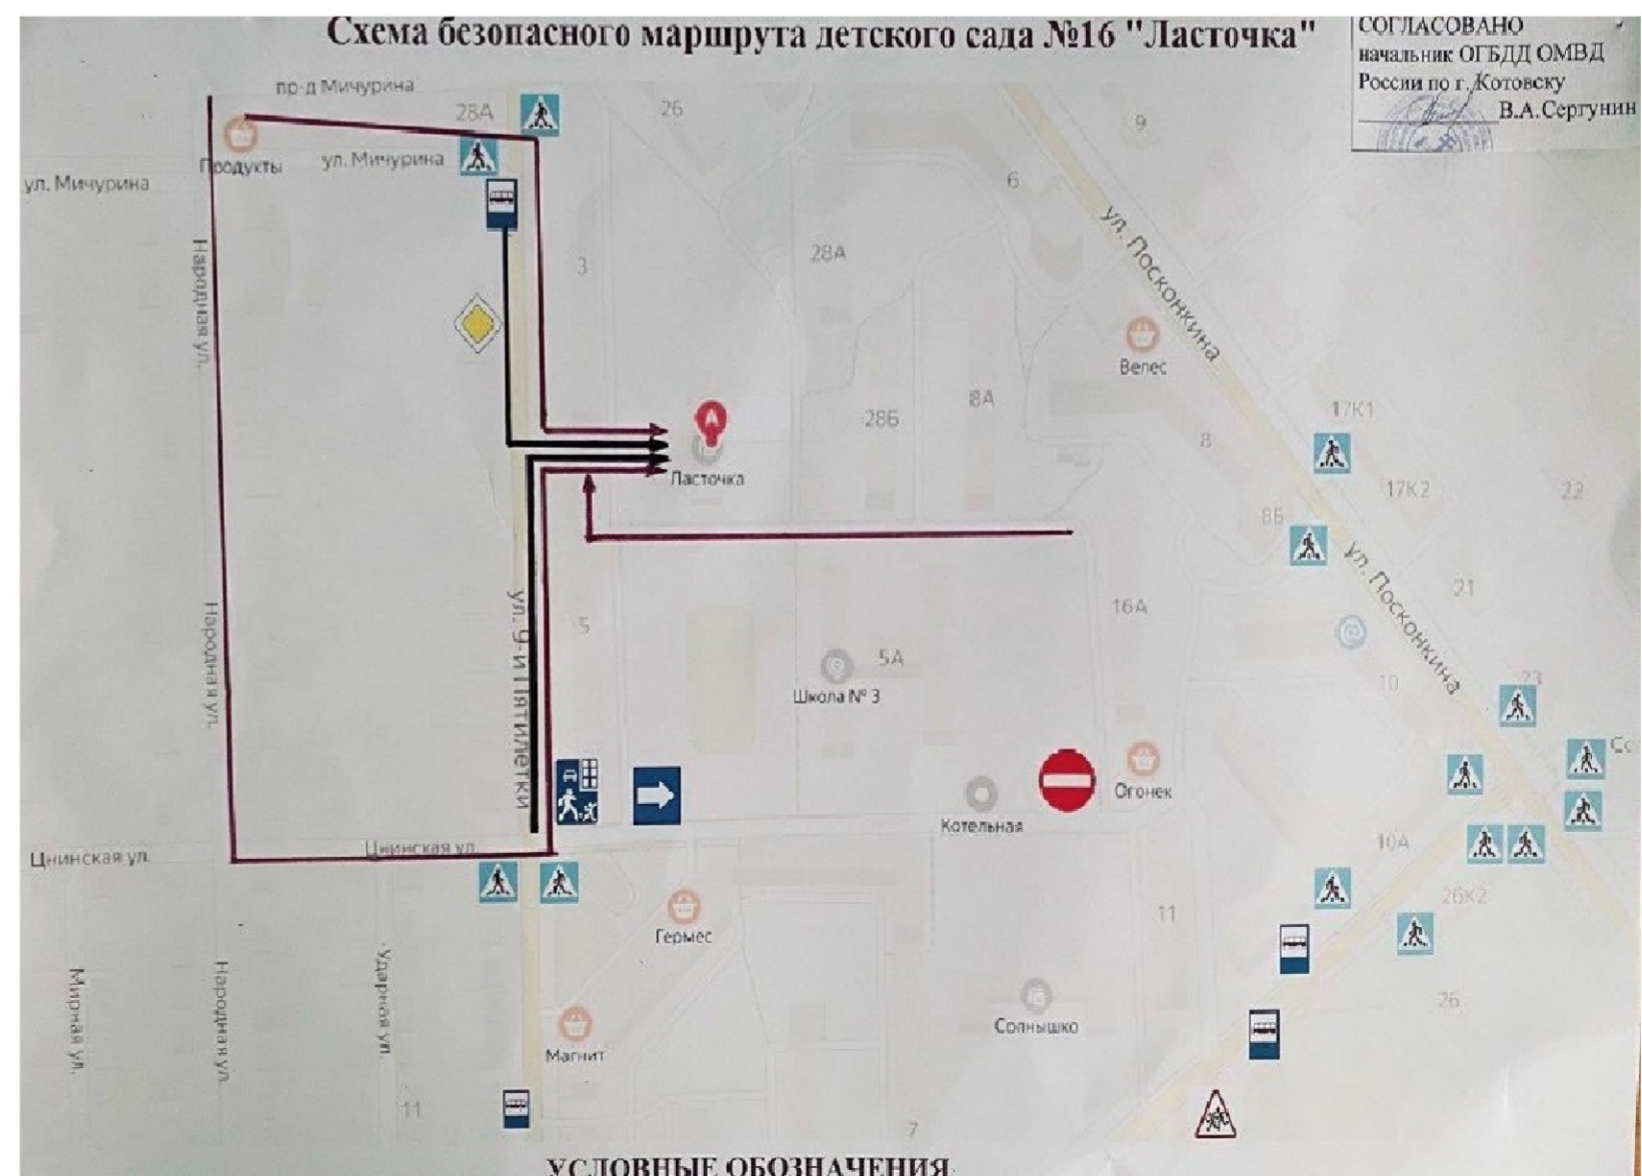 Схема безопасного маршрута детского сада №16 "Ласточка"
СОГЛАСОВАНО
начальник ОГБДД ОМВД
России по г. Котовску
В.А.Сергунин
пр-д Мичурина
28А
26
9
Продукты
ул. Мичурина
ул. Мичурина
6
ул. Посконкина
Народная ул.
3
28А
Велес
28Б
8А
17К1
8
А
Ласточка
17К2
22
8Б
ул. Посконкина
21
16А
Народная ул.
ул. 9-и Пятилетки
5
5А
Школа № 3
10
23
Со
Огонек
Котельная
10А
Цнинская ул.
Цнинская ул
26К2
11
Гермес
Мирная ул.
Народная ул.
Ударная ул.
Солнышко
26
Магнит
11
7
УСЛОВНЫЕ ОБОЗНАЧЕНИЯ